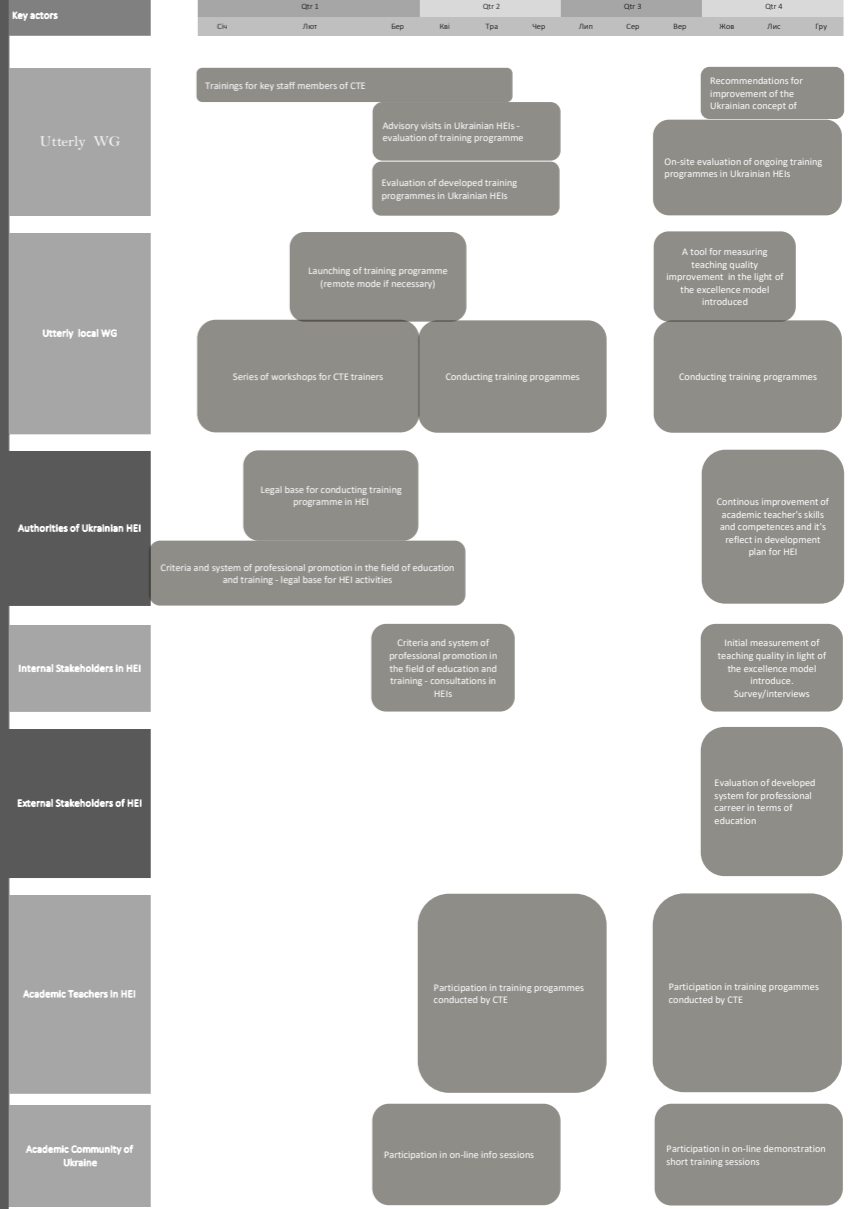 Key actors
Qtr 1
Qtr 2
Qtr 3
Qtr 4
Січ
Лют
Бер
Кві
Тра
Чер
Лип
Сер
Вер
Жов
Лис
Гру
Utterly WG
Trainings for key staff members of CTE
Recommendations for
improvement of the
Ukrainian concept of
Advisory visits in Ukrainian HEIs -
evaluation of training programme
On-site evaluation of ongoing training
programmes in Ukrainian HEIs
Evaluation of developed training
programmes in Ukrainian HEIs
Utterly local WG
Launching of training programme
(remote mode if necessary)
A tool for measuring
teaching quality
improvement in the light of
the excellence model
introduced
Series of workshops for CTE trainers
Conducting training progammes
Conducting training programmes
Authorities of Ukrainian HEI
Legal base for conducting training
programme in HEI
Continous improvement of
academic teacher's skills
and competences and it's
reflect in development
plan for HEI
Criteria and system of professional promotion in the field of education
and training - legal base for HEI activities
Internal Stakeholders in HEI
Criteria and system of
professional promotion in
the field of education and
training - consultations in
HEIs
Initial measurement of
teaching quality in light of
the excellence model
introduce.
Survey/interviews
External Stakeholders of HEI
Evaluation of developed
system for professional
carreer in terms of
education
Academic Teachers in HEI
Participation in training progammes
conducted by CTE
Participation in training progammes
conducted by CTE
Academic Community of
Ukraine
Participation in on-line info sessions
Participation in on-line demonstration
short training sessions